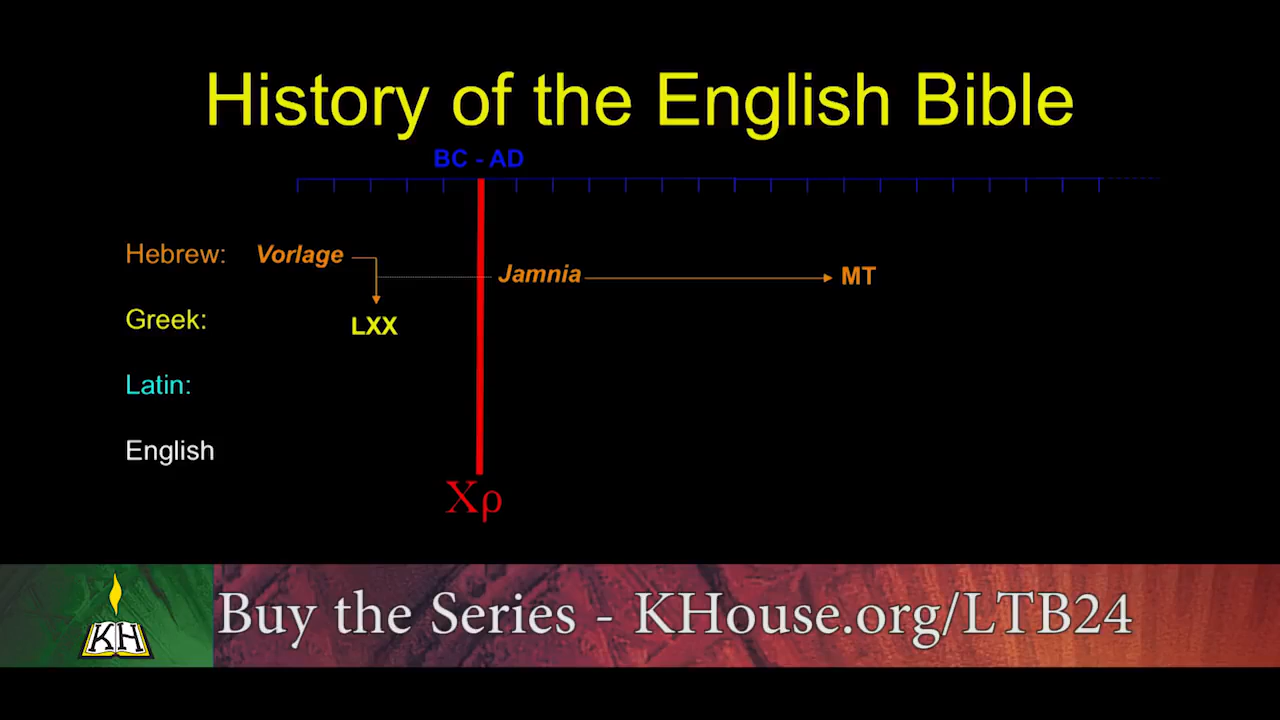 History of the English Bible
BC - AD
Hebrew: Vorlage
Jamnia MT
Greek:
LXX
Latin:
English
Χρ
KH
Buy the Series - KHouse.org/LTB24